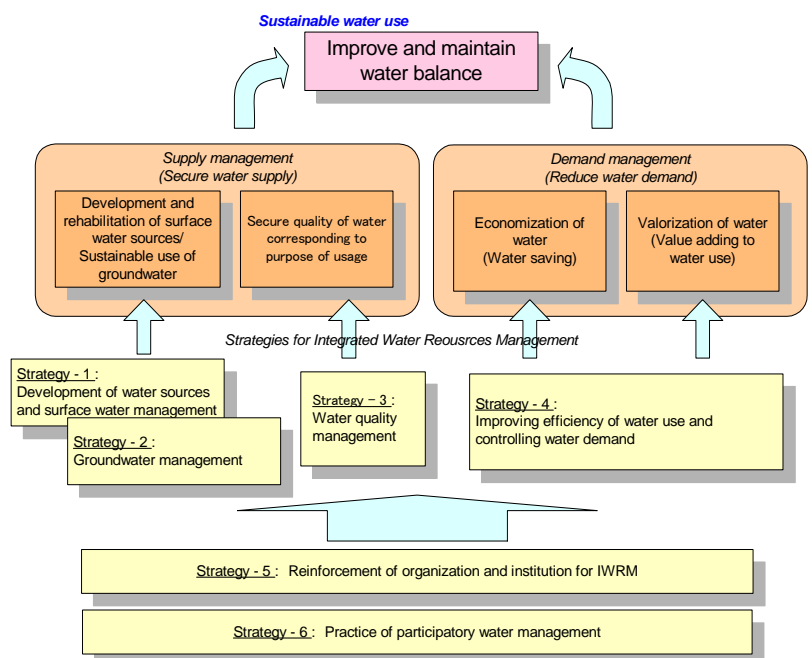 Sustainable water use
Improve and maintain
water balance
Supply management
(Secure water supply)
Development and
rehabilitation of surface
water sources/
Sustainable use of
groundwater
Secure quality of water
corresponding to
purpose of usage
Demand management
(Reduce water demand)
Economization of
water
(Water saving)
Valorization of water
(Value adding to
water use)
Strategies for Integrated Water Reousrces Management
Strategy - 1 :
Development of water sources
and surface water management
Strategy - 2 :
Groundwater management
Strategy - 3 :
Water quality
management
Strategy - 4 :
Improving efficiency of water use and
controlling water demand
Strategy - 5 : Reinforcement of organization and institution for IWRM
Strategy - 6 : Practice of participatory water management